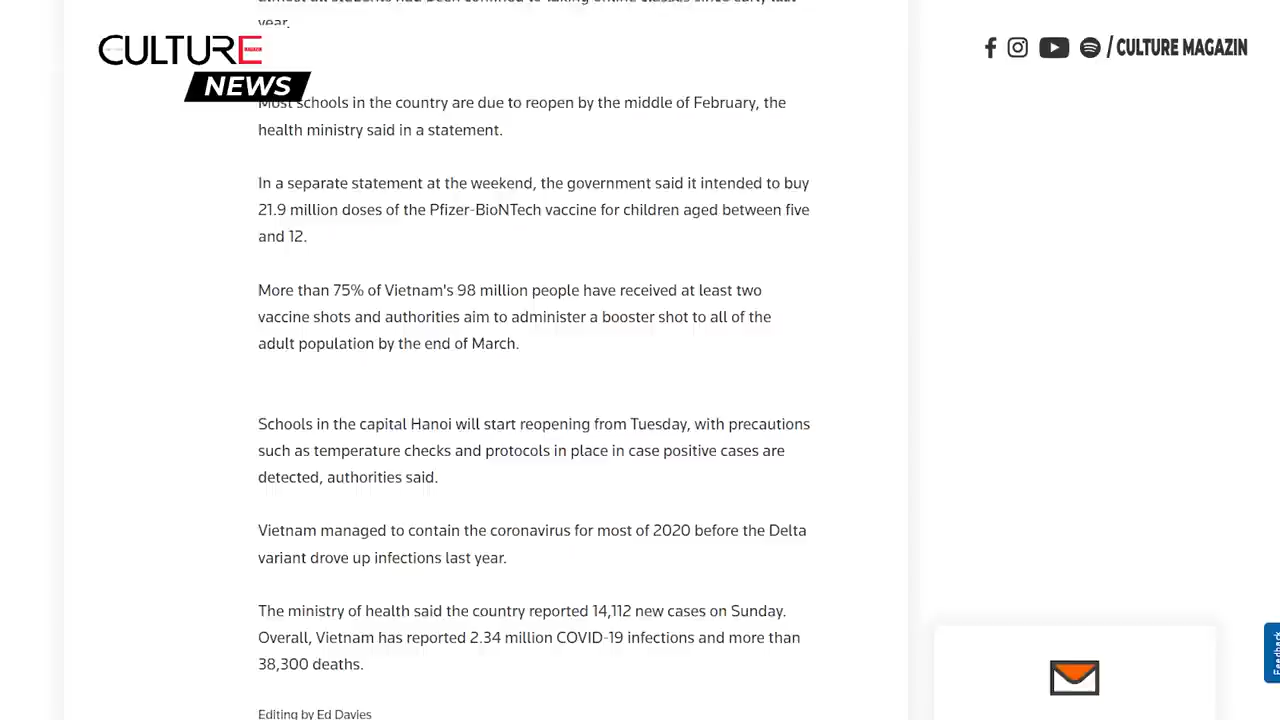 year.
CULTURE
NEWS
/ CULTURE MAGAZIN
Most schools in the country are due to reopen by the middle of February, the
health ministry said in a statement.
In a separate statement at the weekend, the government said it intended to buy
21.9 million doses of the Pfizer-BioNTech vaccine for children aged between five
and 12.
More than 75% of Vietnam's 98 million people have received at least two
vaccine shots and authorities aim to administer a booster shot to all of the
adult population by the end of March.
Schools in the capital Hanoi will start reopening from Tuesday, with precautions
such as temperature checks and protocols in place in case positive cases are
detected, authorities said.
Vietnam managed to contain the coronavirus for most of 2020 before the Delta
variant drove up infections last year.
The ministry of health said the country reported 14,112 new cases on Sunday.
Overall, Vietnam has reported 2.34 million COVID-19 infections and more than
38,300 deaths.
Feedback
Editing by Ed Davies